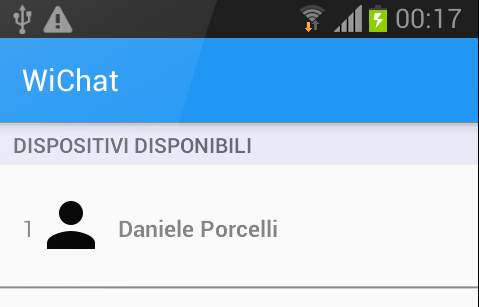 00:17
WiChat
DISPOSITIVI DISPONIBILI
1 Daniele Porcelli